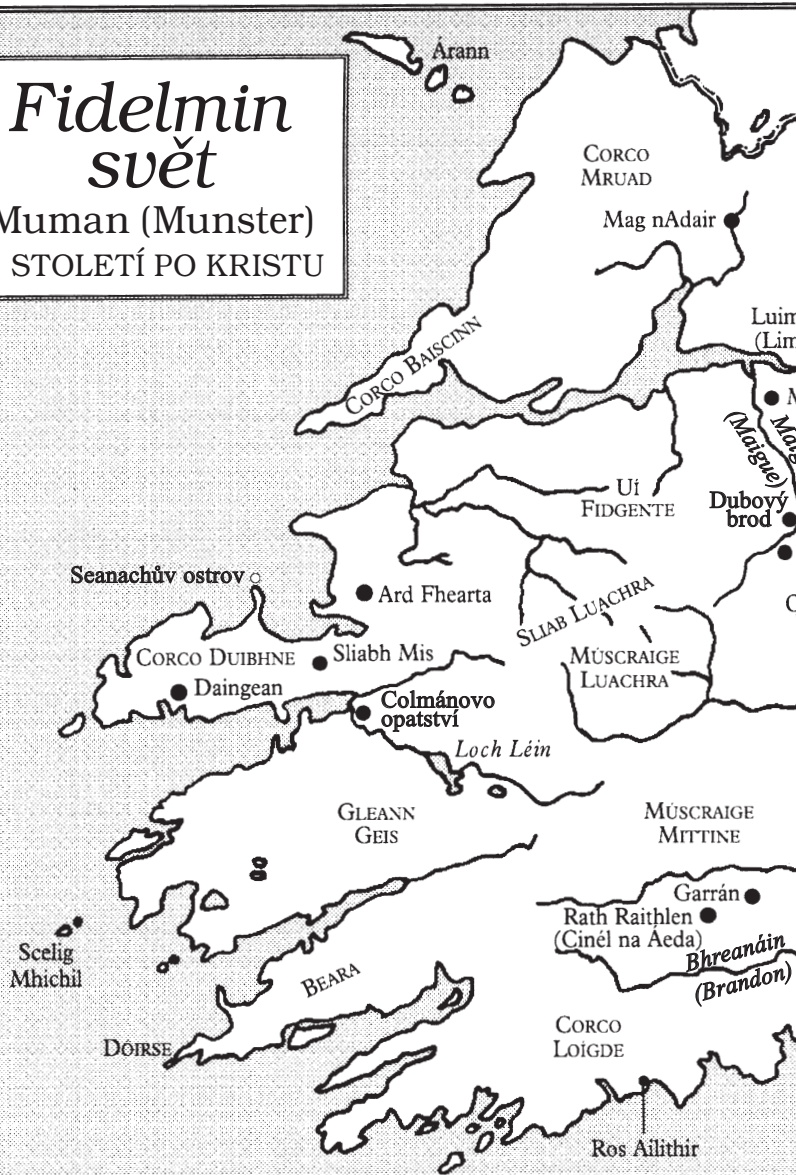 Fidelmin
svět
Muman (Munster)
STOLETÍ PO KRISTU
Árann
CORCO
MRUAD
Mag nAdair
CORCO BAISCINN
(Maigue)
UÍ
FIDGENTE
Dubový
brod
Seanachův ostrov
Ard Fhearta
SLIAB LUACHRA
CORCO DUIBHNE
Sliabh Mis
Daingean
MÚSCRAIGE
LUACHRA
Colmánovo
opatství
Loch Léin
GLEANN
GEIS
MÚSCRAIGE
MITTINE
Garrán
Rath Raithlen
(Cinél na Áeda)
Bhreanáin
(Brandon)
Scelig
Mhichil
BEARA
DÓIRSE
CORCO
LOÍGDE
Ros Ailithir